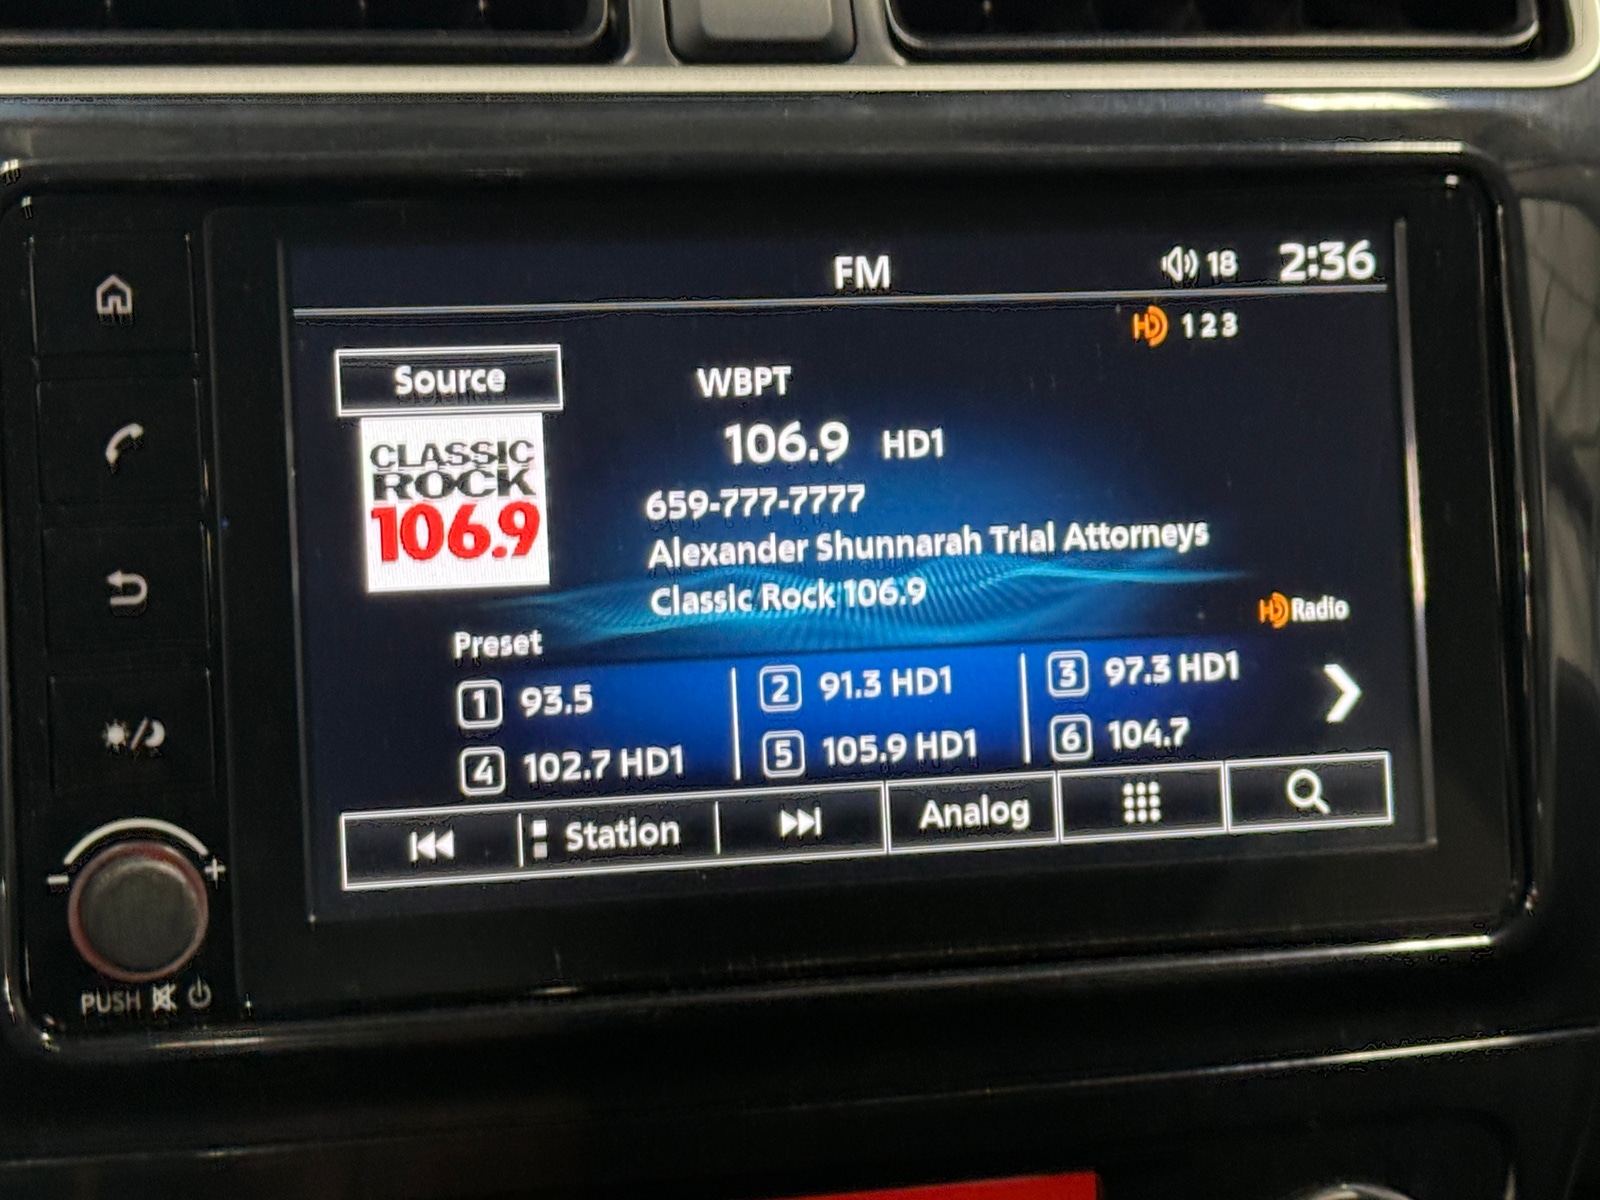 FM 18 2:36
HD 1 2 3
Source
WBPT
CLASSIC
ROCK
106.9
106.9 HD1
659-777-7777
Alexander Shunnarah Trial Attorneys
Classic Rock 106.9
HD Radio
Preset
1 93.5 2 91.3 HD1 3 97.3 HD1
4 102.7 HD1 5 105.9 HD1 6 104.7
Station Analog
- +
PUSH